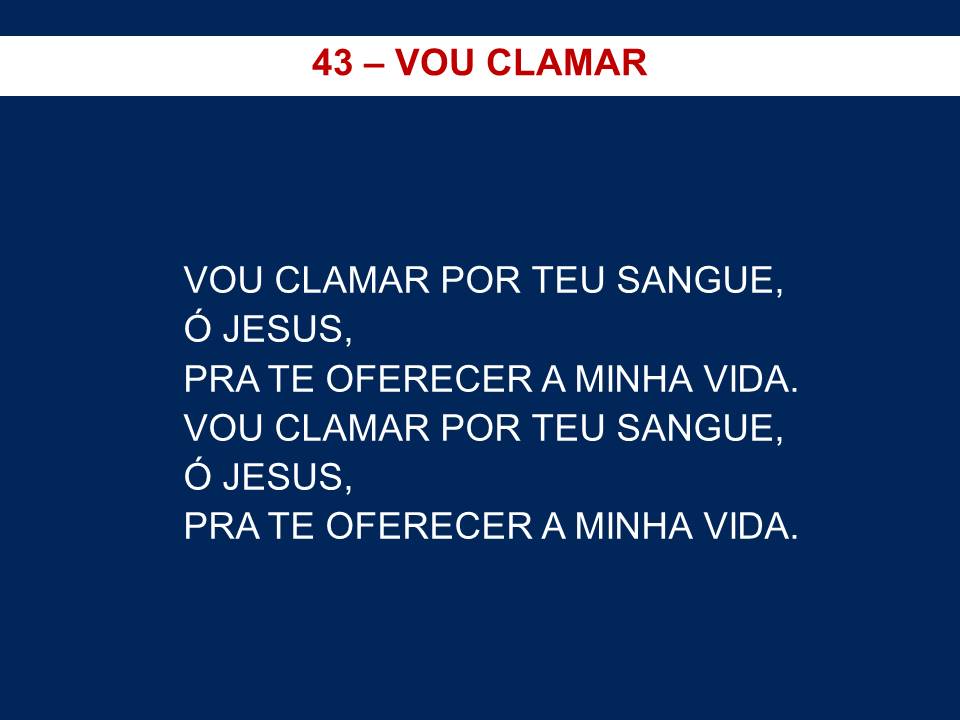 43 – VOU CLAMAR
VOU CLAMAR POR TEU SANGUE,
Ó JESUS,
PRA TE OFERECER A MINHA VIDA.
VOU CLAMAR POR TEU SANGUE,
Ó JESUS,
PRA TE OFERECER A MINHA VIDA.